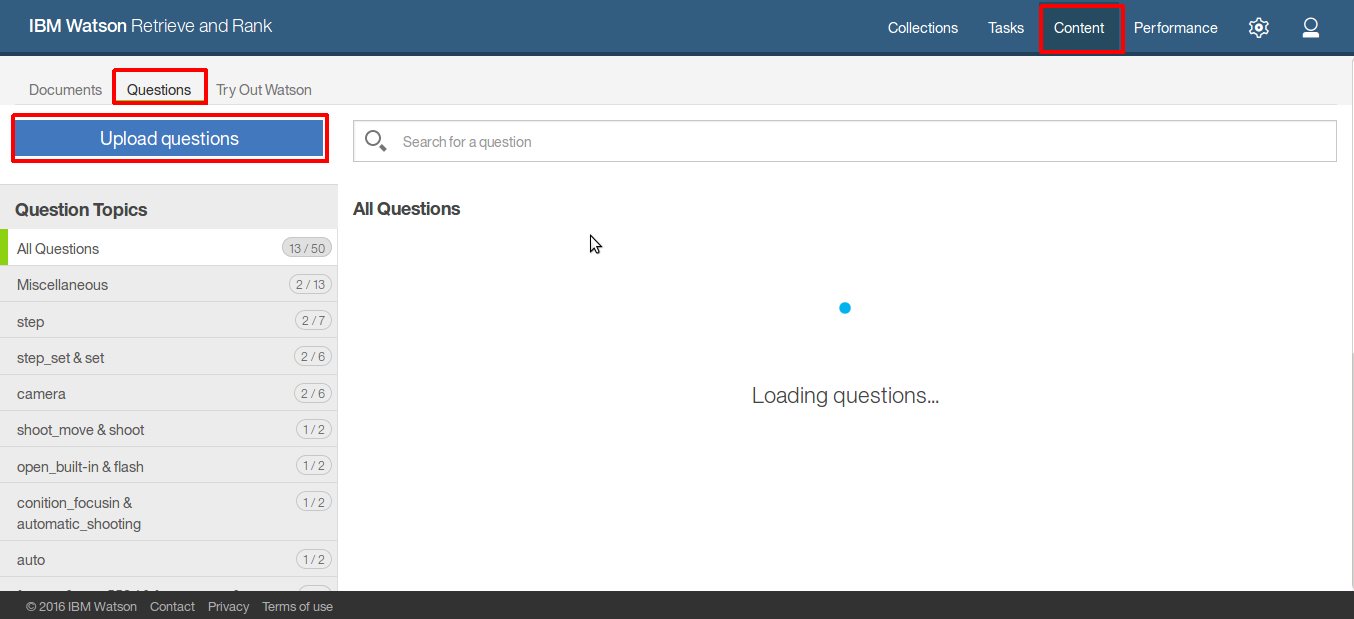 IBM Watson Retrieve and Rank
Collections Tasks Content Performance
Documents Questions Try Out Watson
Upload questions
Search for a question
Question Topics
All Questions 13 / 50
Miscellaneous 2 / 13
step 2 / 7
step_set & set 2 / 6
camera 2 / 6
shoot_move & shoot 1 / 2
open_built-in & flash 1 / 2
conition_focusin &
automatic_shooting 1 / 2
auto 1 / 2
All Questions
Loading questions...
© 2016 IBM Watson Contact Privacy Terms of use